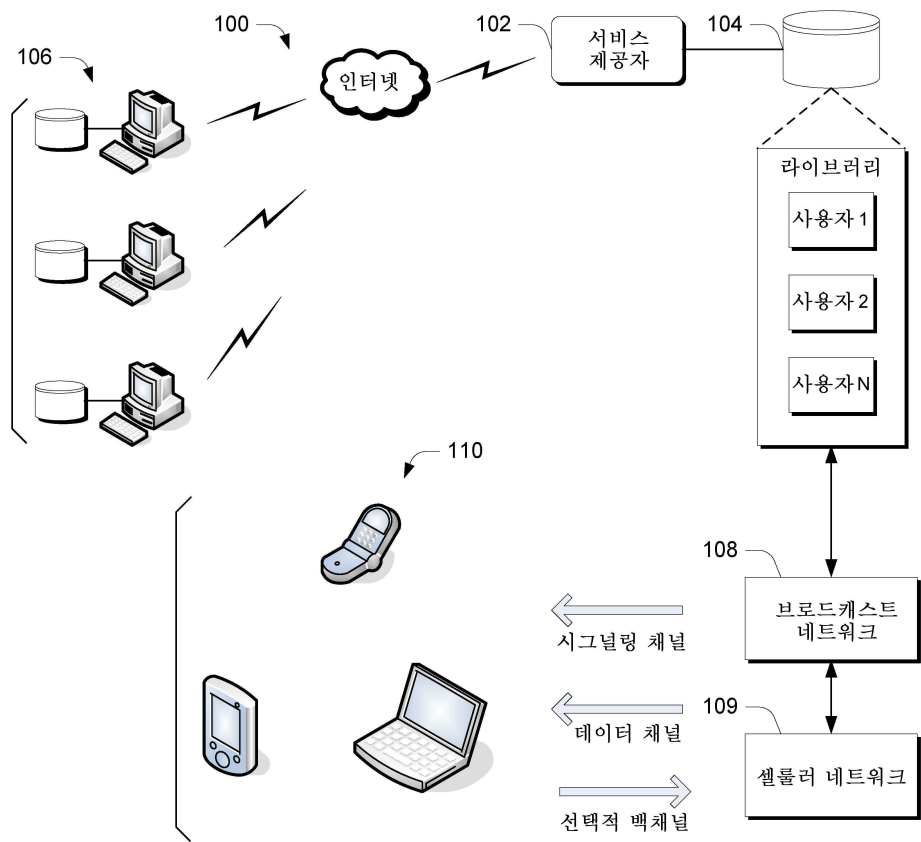 100
102
서비스
제공자
104
106
인터넷
라이브러리
사용자 1
사용자 2
사용자 N
110
108
브로드캐스트
네트워크
시그널링 채널
109
데이터 채널
셀룰러 네트워크
선택적 백채널